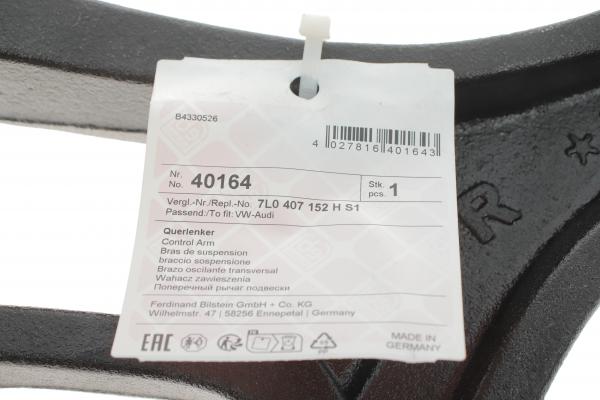 B4330526
4 027816 401643
Nr.
No. 40164
Stk.
pcs. 1
Vergl.-Nr./Repl.-No. 7L0 407 152 H S1
Passend:/To fit: VW-Audi
Querlenker
Control Arm
Bras de suspension
braccio sospensione
Brazo oscilante transversal
Wahacz zawieszenia
Поперечный рычаг подвески
Ferdinand Bilstein GmbH + Co. KG
Wilhelmstr. 47 | 58256 Ennepetal | Germany
EAC
MADE IN
GERMANY
R